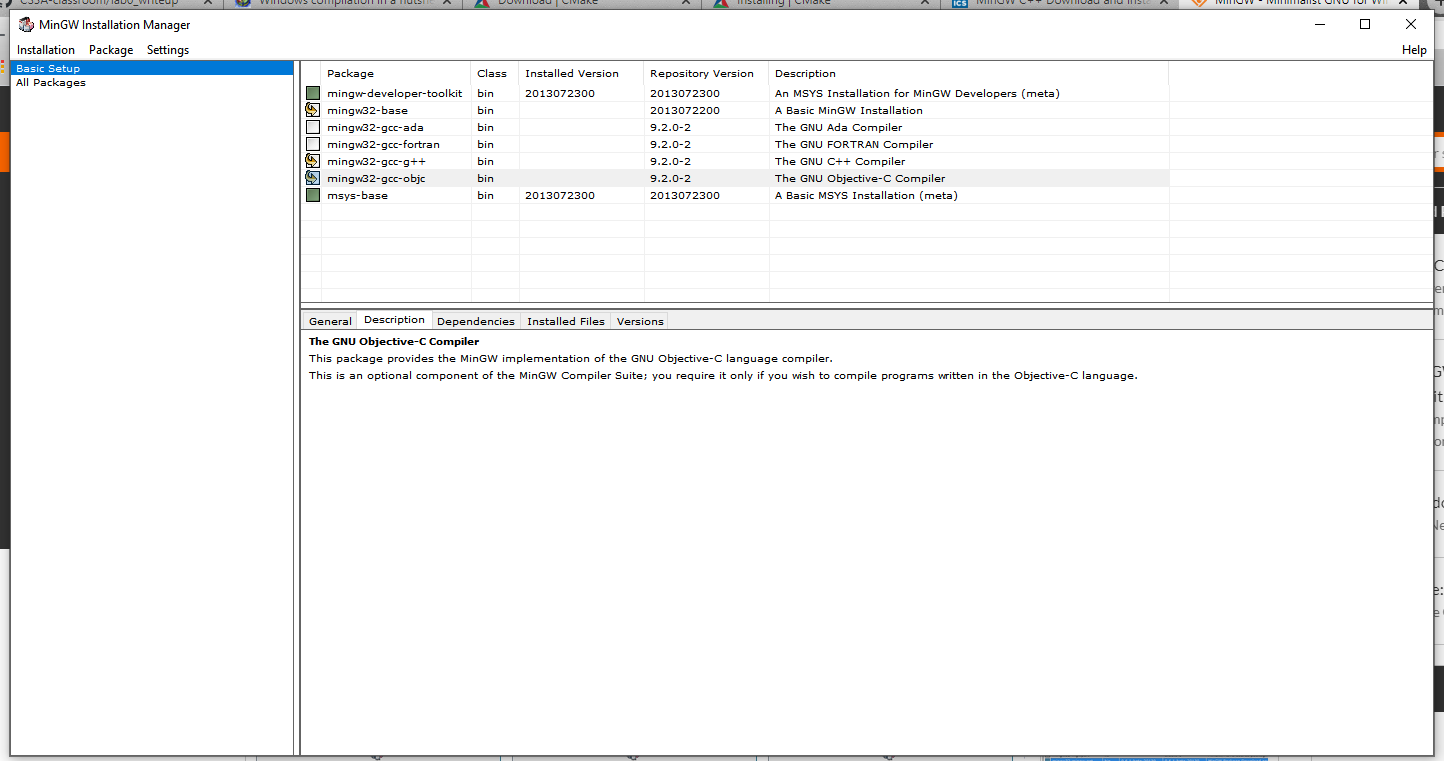 CS3A-classroom/lab0_writeup
Windows compilation in a nutshe
Download | CMake
Installing | CMake
MinGW C++ Download and Insta
MinGW - Minimalist GNU for Wi
MinGW Installation Manager
Installation Package Settings Help
Basic Setup
All Packages
Package Class Installed Version Repository Version Description
mingw-developer-toolkit bin 2013072300 2013072300 An MSYS Installation for MinGW Developers (meta)
mingw32-base bin 2013072200 A Basic MinGW Installation
mingw32-gcc-ada bin 9.2.0-2 The GNU Ada Compiler
mingw32-gcc-fortran bin 9.2.0-2 The GNU FORTRAN Compiler
mingw32-gcc-g++ bin 9.2.0-2 The GNU C++ Compiler
mingw32-gcc-objc bin 9.2.0-2 The GNU Objective-C Compiler
msys-base bin 2013072300 2013072300 A Basic MSYS Installation (meta)
General Description Dependencies Installed Files Versions
The GNU Objective-C Compiler
This package provides the MinGW implementation of the GNU Objective-C language compiler.
This is an optional component of the MinGW Compiler Suite; you require it only if you wish to compile programs written in the Objective-C language.